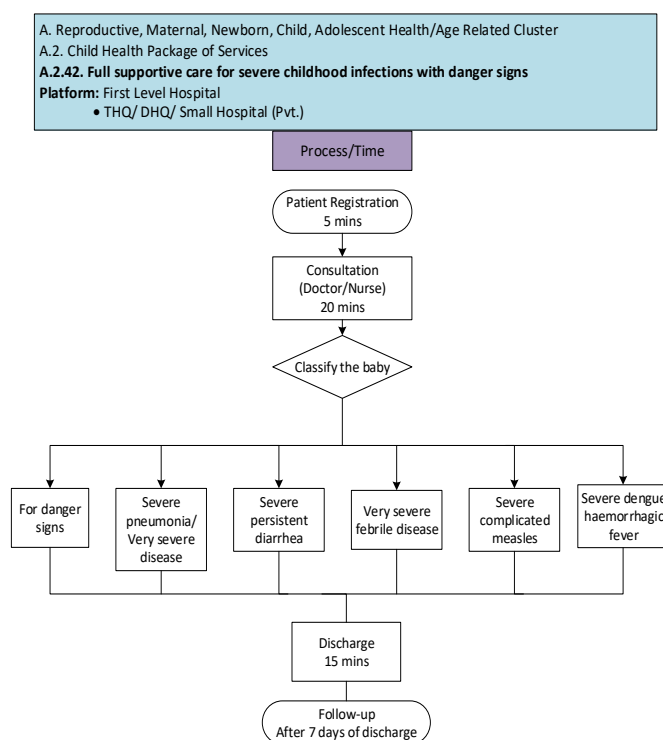 A. Reproductive, Maternal, Newborn, Child, Adolescent Health/Age Related Cluster
A.2. Child Health Package of Services
A.2.42. Full supportive care for severe childhood infections with danger signs
Platform: First Level Hospital
• THQ/ DHQ/ Small Hospital (Pvt.)
Process/Time
Patient Registration
5 mins
Consultation
(Doctor/Nurse)
20 mins
Classify the baby
For danger
signs
Severe
pneumonia/
Very severe
disease
Severe
persistent
diarrhea
Very severe
febrile disease
Severe
complicated
measles
Severe dengue
haemorrhagic
fever
Discharge
15 mins
Follow-up
After 7 days of discharge